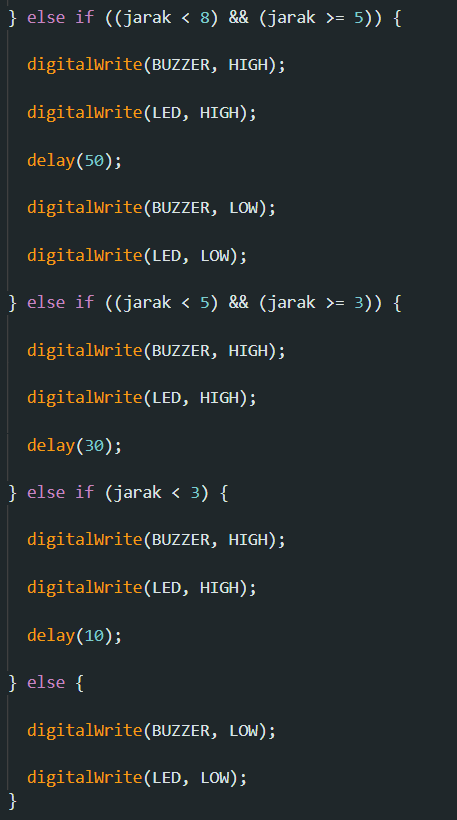 } else if ((jarak < 8) && (jarak >= 5)) {
digitalWrite(BUZZER, HIGH);
digitalWrite(LED, HIGH);
delay(50);
digitalWrite(BUZZER, LOW);
digitalWrite(LED, LOW);
} else if ((jarak < 5) && (jarak >= 3)) {
digitalWrite(BUZZER, HIGH);
digitalWrite(LED, HIGH);
delay(30);
} else if (jarak < 3) {
digitalWrite(BUZZER, HIGH);
digitalWrite(LED, HIGH);
delay(10);
} else {
digitalWrite(BUZZER, LOW);
digitalWrite(LED, LOW);
}